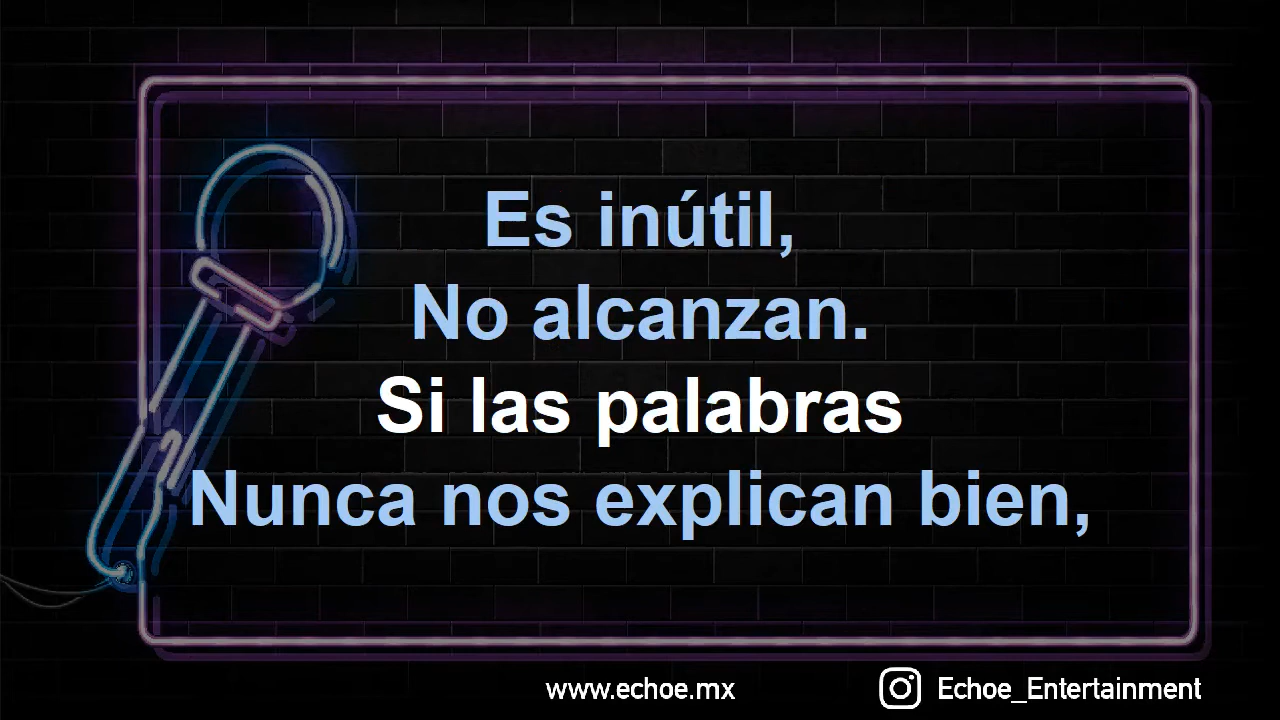 Es inútil,
No alcanzan.
Si las palabras
Nunca nos explican bien,
www.echoe.mx
Echoe_Entertainment